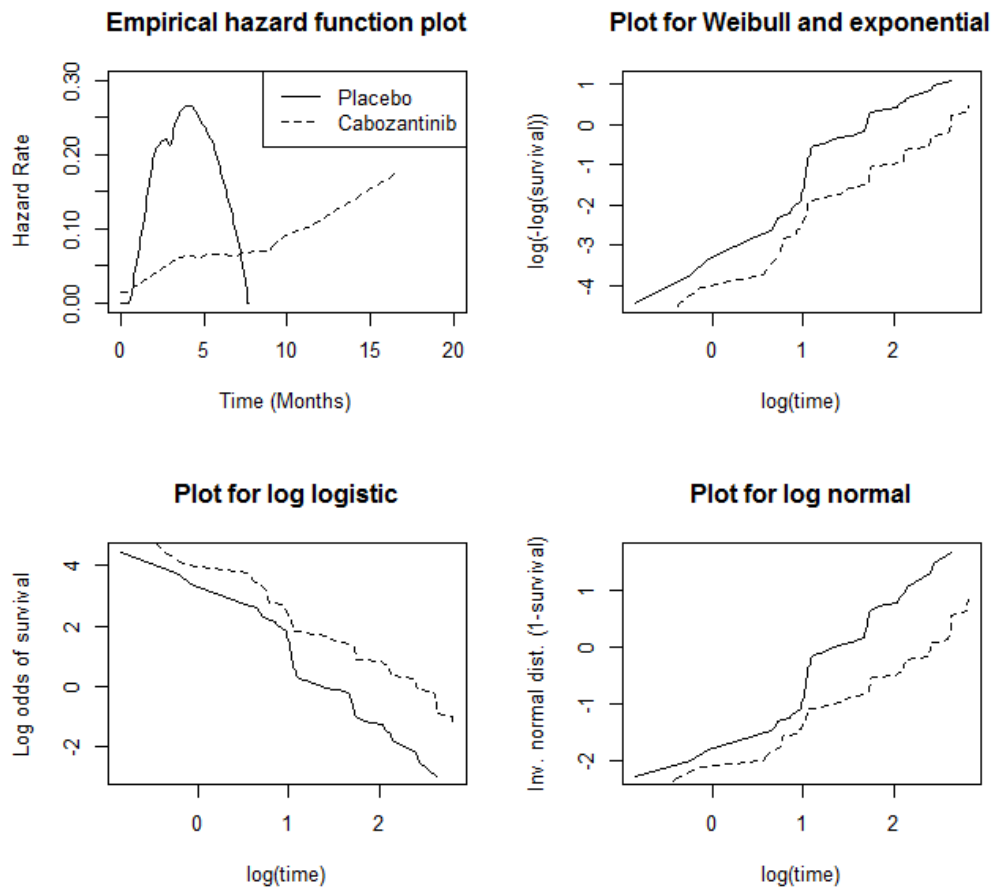 Empirical hazard function plot
Hazard Rate
0.30
0.20
0.10
0.00
Placebo
Cabozantinib
0 5 10 15 20
Time (Months)
Plot for Weibull and exponential
log(-log(survival))
1
0
-1
-2
-3
-4
0 1 2
log(time)
Plot for log logistic
Log odds of survival
4
2
0
-2
0 1 2
log(time)
Plot for log normal
Inv. normal dist. (1-survival)
1
0
-1
-2
0 1 2
log(time)